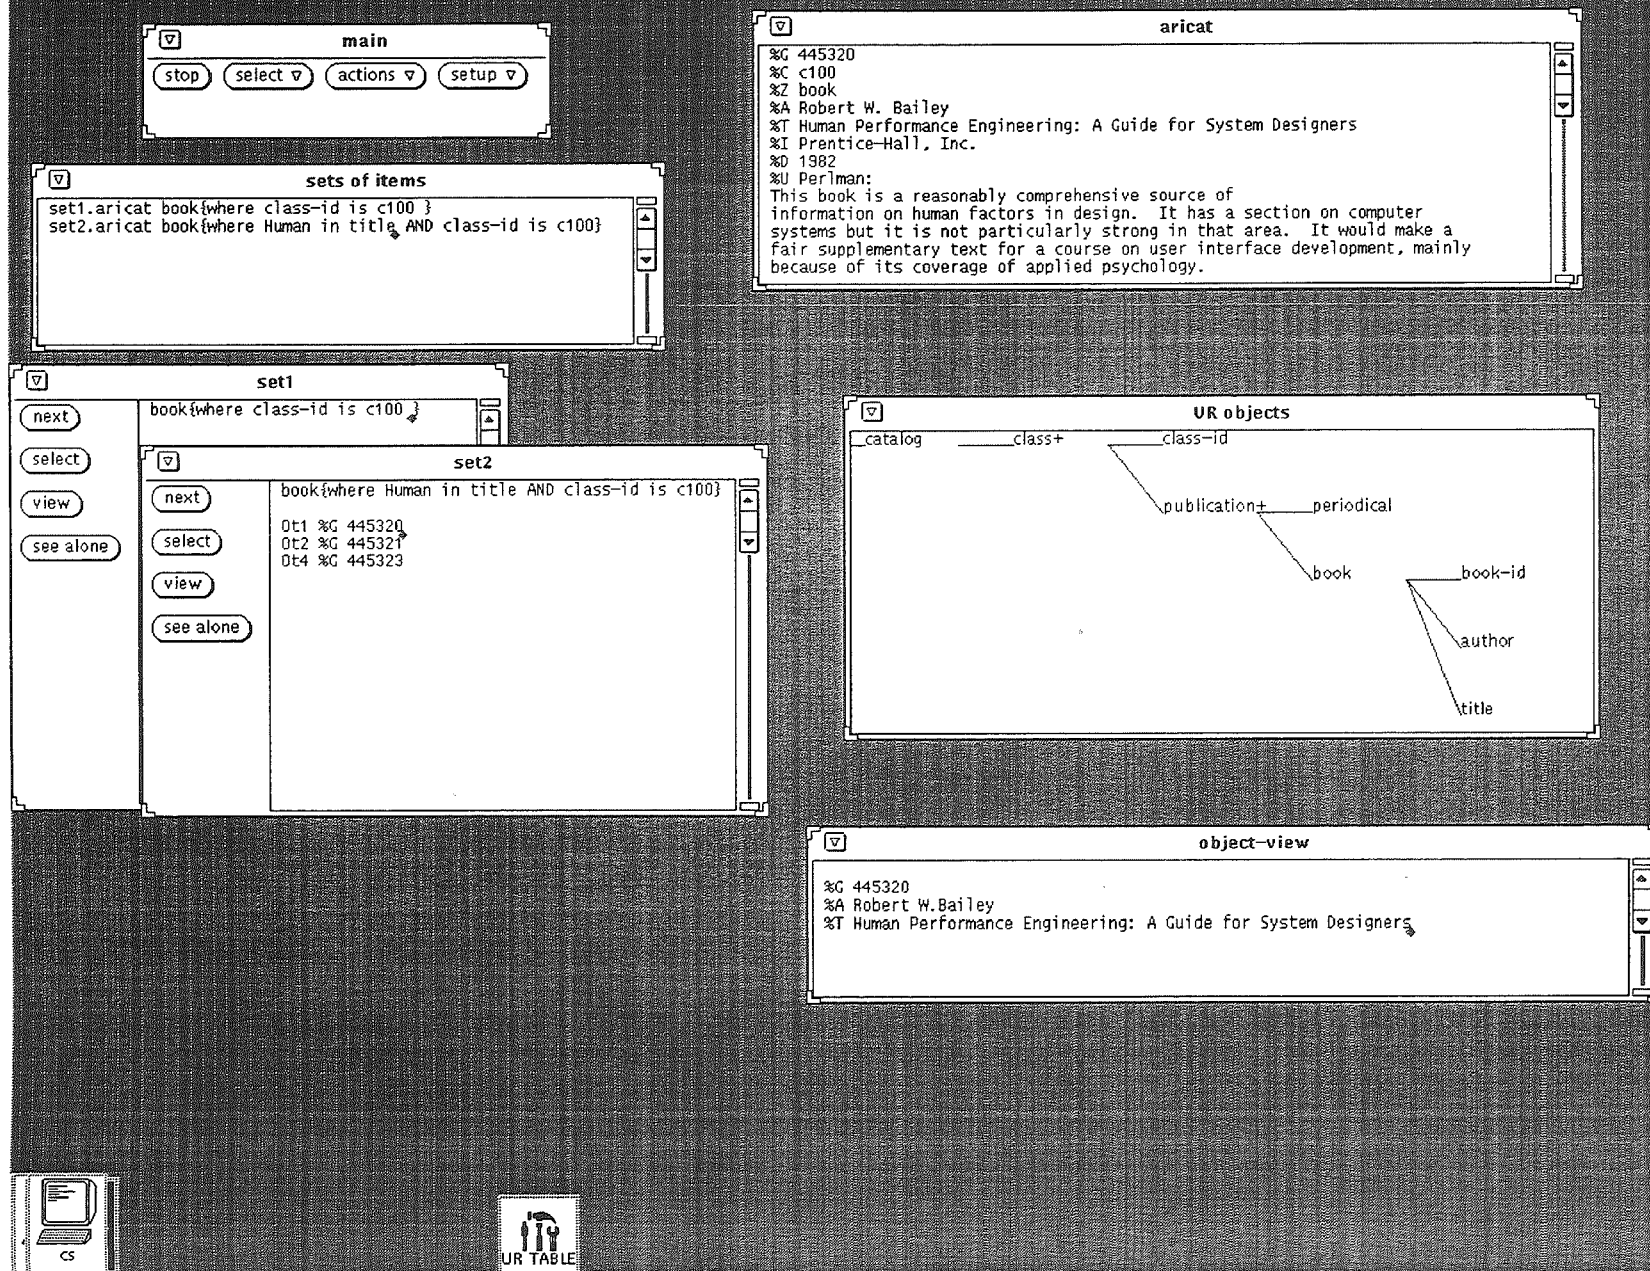 main
stop select actions setup
sets of items
set1.aricat book{where class-id is c100 }
set2.aricat book{where Human in title AND class-id is c100}
set1
next
select
view
see alone
book{where class-id is c100 }
set2
next
select
view
see alone
book{where Human in title AND class-id is c100}
Ot1 %G 445320
Ot2 %G 445321
Ot4 %G 445323
aricat
%G 445320
%C c100
%Z book
%A Robert W. Bailey
%T Human Performance Engineering: A Guide for System Designers
%I Prentice-Hall, Inc.
%D 1982
%U Perlman:
This book is a reasonably comprehensive source of
information on human factors in design.  It has a section on computer
systems but it is not particularly strong in that area.  It would make a
fair supplementary text for a course on user interface development, mainly
because of its coverage of applied psychology.
UR objects
_catalog class+ class-id
publication+ periodical
book book-id
author
title
object-view
%G 445320
%A Robert W.Bailey
%T Human Performance Engineering: A Guide for System Designers
CS
UR TABLE